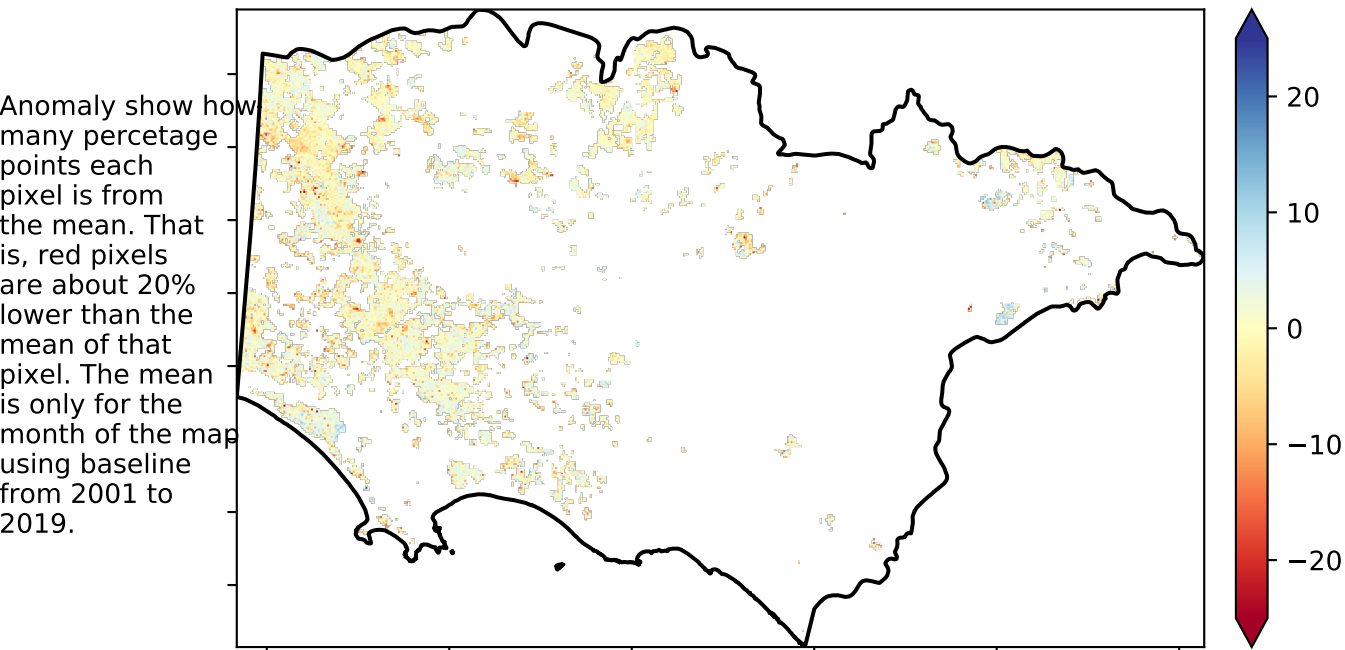 Anomaly show how
many percetage
points each
pixel is from
the mean. That
is, red pixels
are about 20%
lower than the
mean of that
pixel. The mean
is only for the
month of the map
using baseline
from 2001 to
2019.
20
10
0
−10
−20